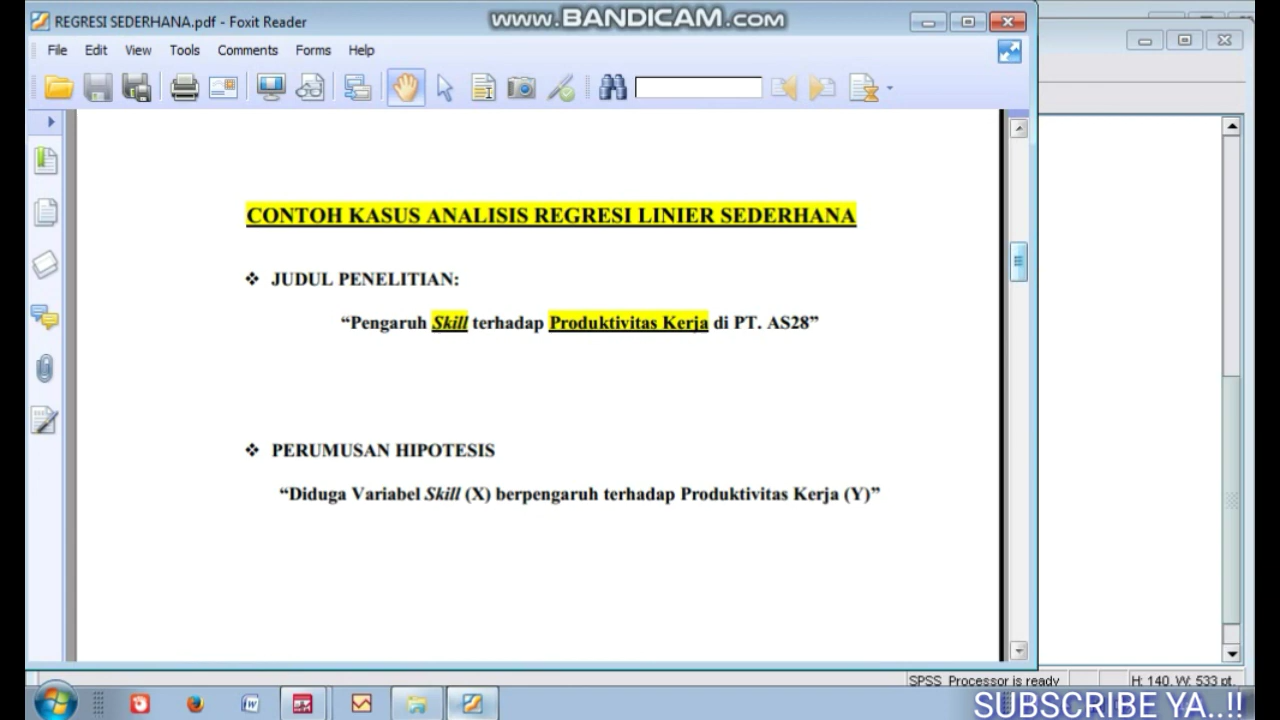 REGRESI SEDERHANA.pdf - Foxit Reader
www.BANDICAM.com
File Edit View Tools Comments Forms Help
CONTOH KASUS ANALISIS REGRESI LINIER SEDERHANA
❖ JUDUL PENELITIAN:
“Pengaruh Skill terhadap Produktivitas Kerja di PT. AS28”
❖ PERUMUSAN HIPOTESIS
“Diduga Variabel Skill (X) berpengaruh terhadap Produktivitas Kerja (Y)”
SPSS Processor is ready
H: 140, W: 533 pt.
SUBSCRIBE YA..!!